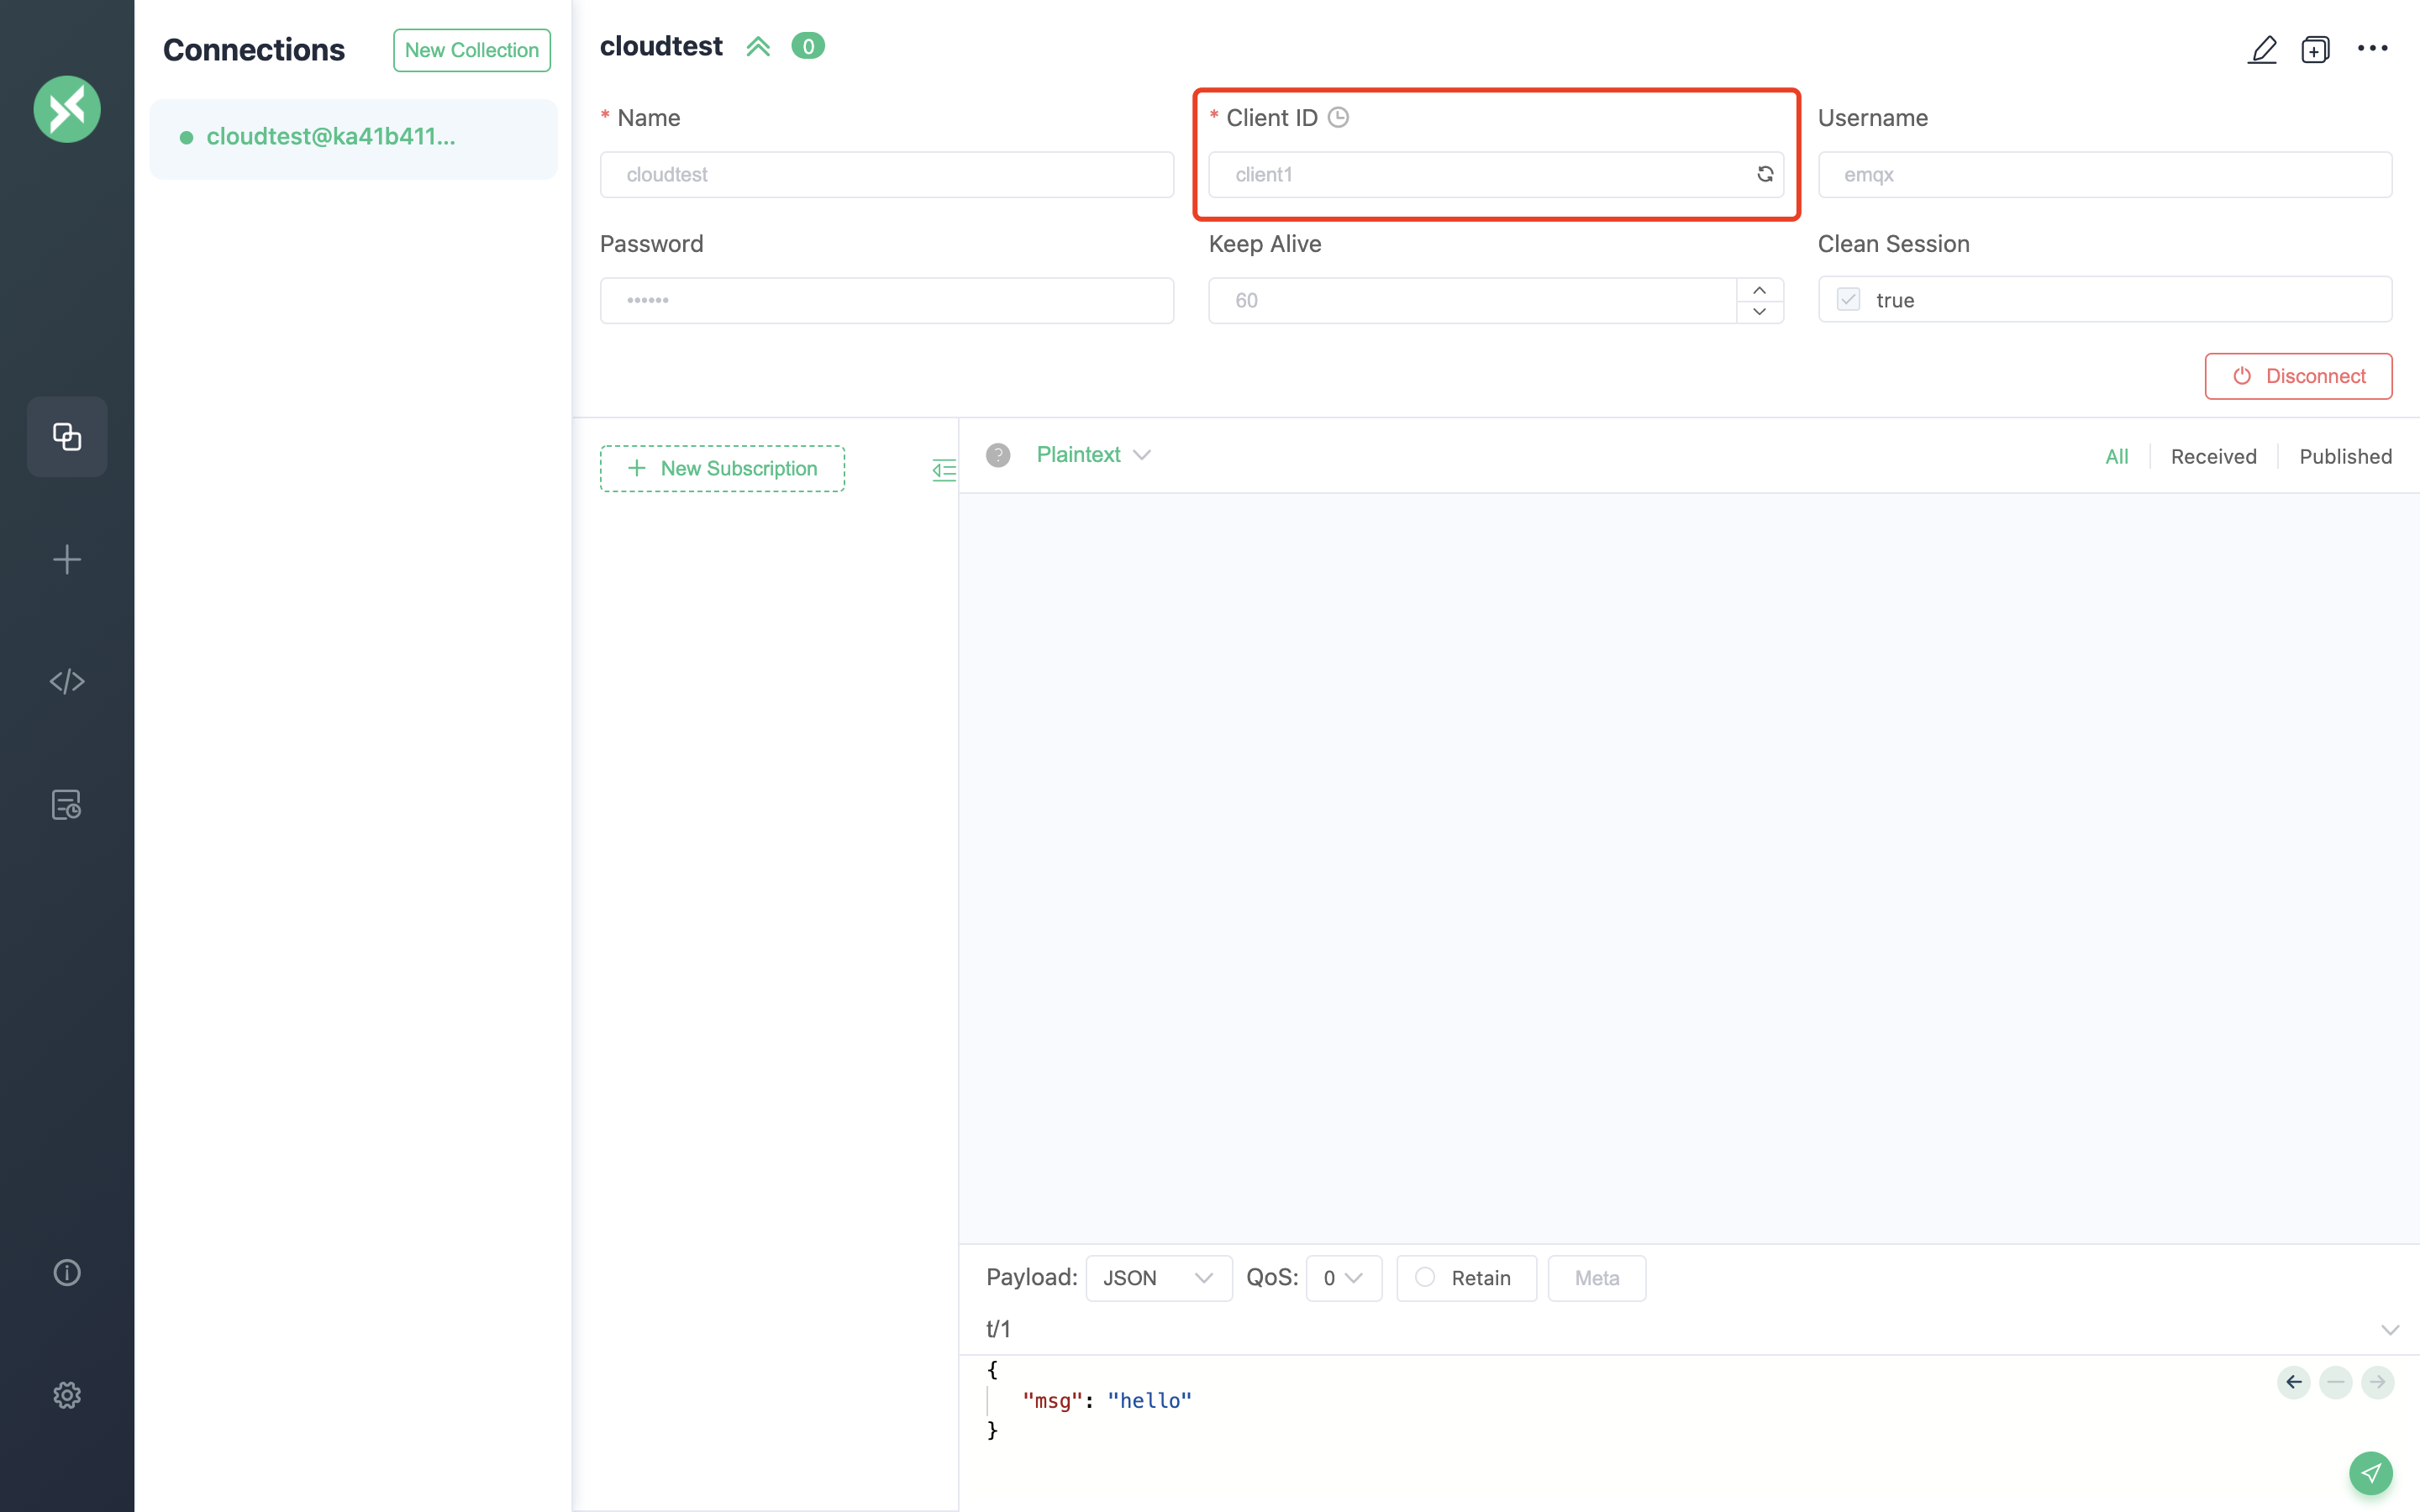 Connections
New Collection
cloudtest@ka41b411...
cloudtest
0
* Name
* Client ID
Username
cloudtest
client1
emqx
Password
Keep Alive
Clean Session
••••••
60
true
Disconnect
New Subscription
?
Plaintext
All
Received
Published
Payload:
JSON
QoS:
0
Retain
Meta
t/1
{
"msg": "hello"
}